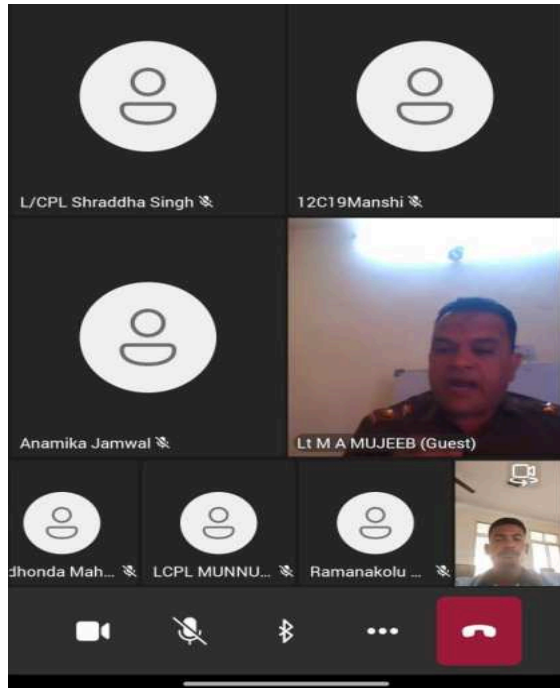 L/CPL Shraddha Singh
12C19Manshi
Anamika Jamwal
Lt M A MUJEEB (Guest)
dhonda Mah...
LCPL MUNNU...
Ramanakolu ...